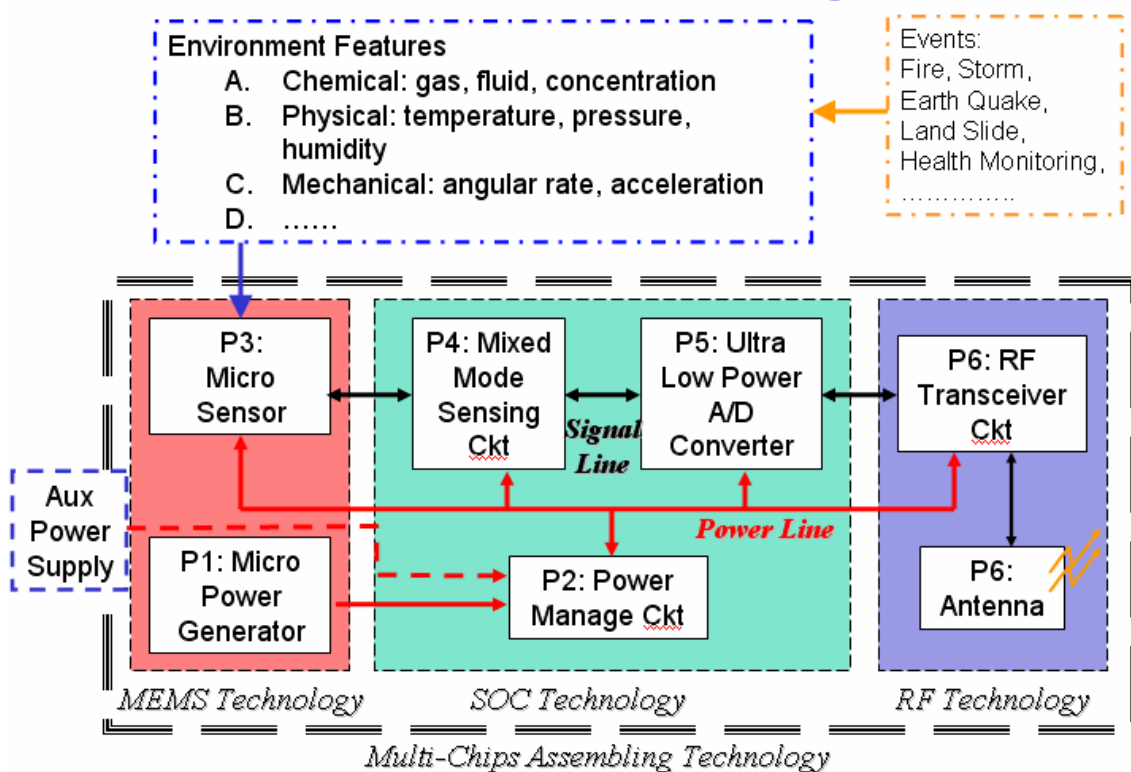 Environment Features
A. Chemical: gas, fluid, concentration
B. Physical: temperature, pressure,
humidity
C. Mechanical: angular rate, acceleration
D. ……
Events:
Fire, Storm,
Earth Quake,
Land Slide,
Health Monitoring,
…………..
P3:
Micro
Sensor
P4: Mixed
Mode
Sensing
Ckt
Signal
Line
P5: Ultra
Low Power
A/D
Converter
P6: RF
Transceiver
Ckt
Aux
Power
Supply
Power Line
P1: Micro
Power
Generator
P2: Power
Manage Ckt
P6:
Antenna
MEMS Technology
SOC Technology
RF Technology
Multi-Chips Assembling Technology